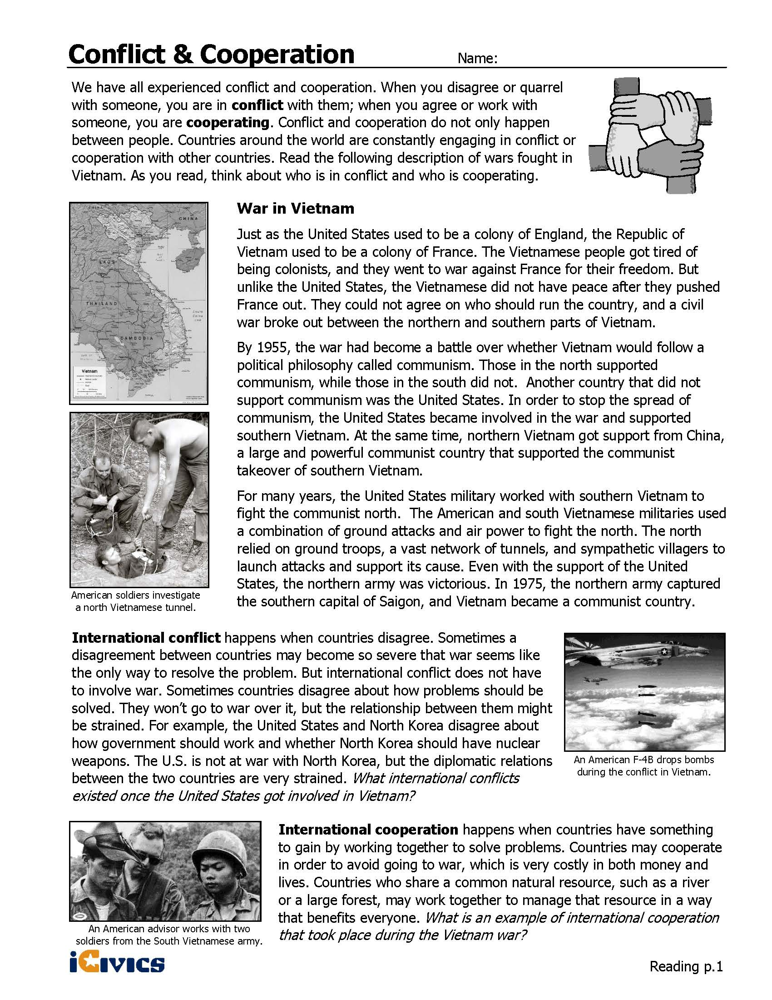 Conflict & Cooperation
Name:
We have all experienced conflict and cooperation. When you disagree or quarrel
with someone, you are in conflict with them; when you agree or work with
someone, you are cooperating. Conflict and cooperation do not only happen
between people. Countries around the world are constantly engaging in conflict or
cooperation with other countries. Read the following description of wars fought in
Vietnam. As you read, think about who is in conflict and who is cooperating.
CHINA
CHINA
LAOS
THAILAND
South
China
Sea
CAMBODIA
Vietnam
War in Vietnam
Just as the United States used to be a colony of England, the Republic of
Vietnam used to be a colony of France. The Vietnamese people got tired of
being colonists, and they went to war against France for their freedom. But
unlike the United States, the Vietnamese did not have peace after they pushed
France out. They could not agree on who should run the country, and a civil
war broke out between the northern and southern parts of Vietnam.
By 1955, the war had become a battle over whether Vietnam would follow a
political philosophy called communism. Those in the north supported
communism, while those in the south did not.  Another country that did not
support communism was the United States. In order to stop the spread of
communism, the United States became involved in the war and supported
southern Vietnam. At the same time, northern Vietnam got support from China,
a large and powerful communist country that supported the communist
takeover of southern Vietnam.
For many years, the United States military worked with southern Vietnam to
fight the communist north.  The American and south Vietnamese militaries used
a combination of ground attacks and air power to fight the north. The north
relied on ground troops, a vast network of tunnels, and sympathetic villagers to
launch attacks and support its cause. Even with the support of the United
States, the northern army was victorious. In 1975, the northern army captured
the southern capital of Saigon, and Vietnam became a communist country.
American soldiers investigate
a north Vietnamese tunnel.
International conflict happens when countries disagree. Sometimes a
disagreement between countries may become so severe that war seems like
the only way to resolve the problem. But international conflict does not have
to involve war. Sometimes countries disagree about how problems should be
solved. They won't go to war over it, but the relationship between them might
be strained. For example, the United States and North Korea disagree about
how government should work and whether North Korea should have nuclear
weapons. The U.S. is not at war with North Korea, but the diplomatic relations
between the two countries are very strained. What international conflicts
existed once the United States got involved in Vietnam?
An American F-4B drops bombs
during the conflict in Vietnam.
International cooperation happens when countries have something
to gain by working together to solve problems. Countries may cooperate
in order to avoid going to war, which is very costly in both money and
lives. Countries who share a common natural resource, such as a river
or a large forest, may work together to manage that resource in a way
that benefits everyone. What is an example of international cooperation
that took place during the Vietnam war?
An American advisor works with two
soldiers from the South Vietnamese army.
iCivics
Reading p.1